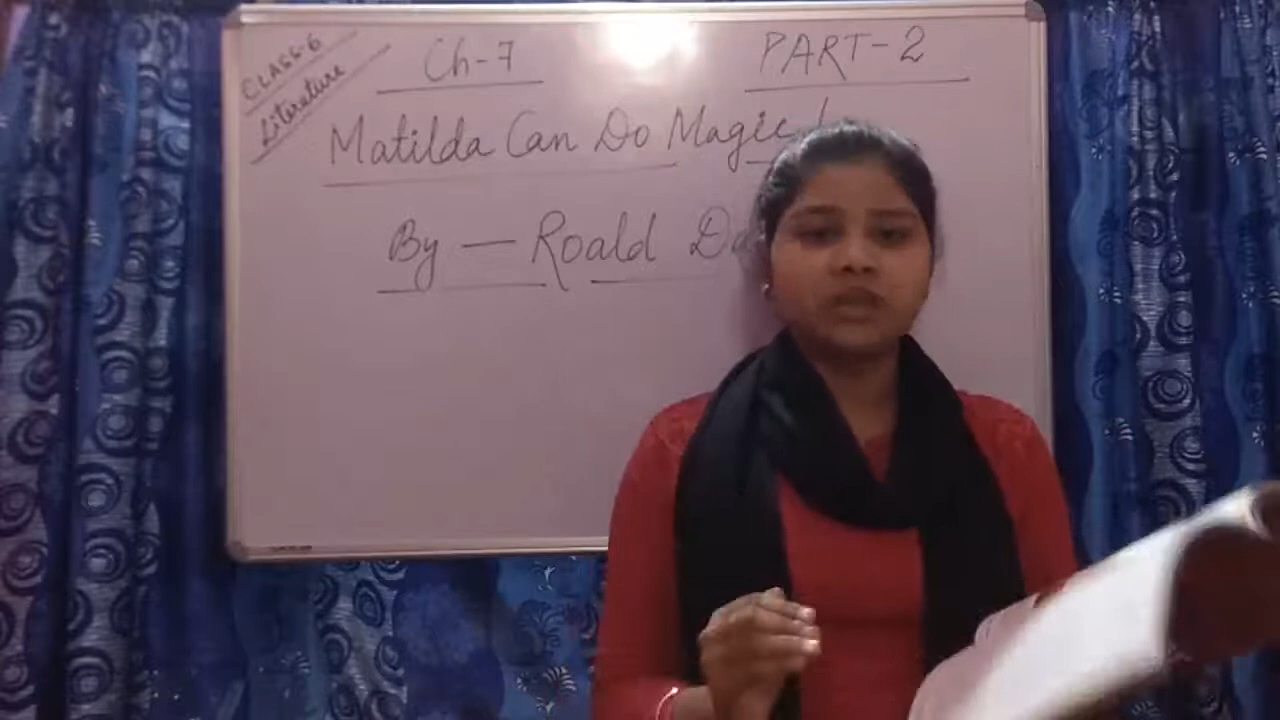 CLASS-6
Literature
Ch-7
PART-2
Matilda Can Do Magic!
By — Roald